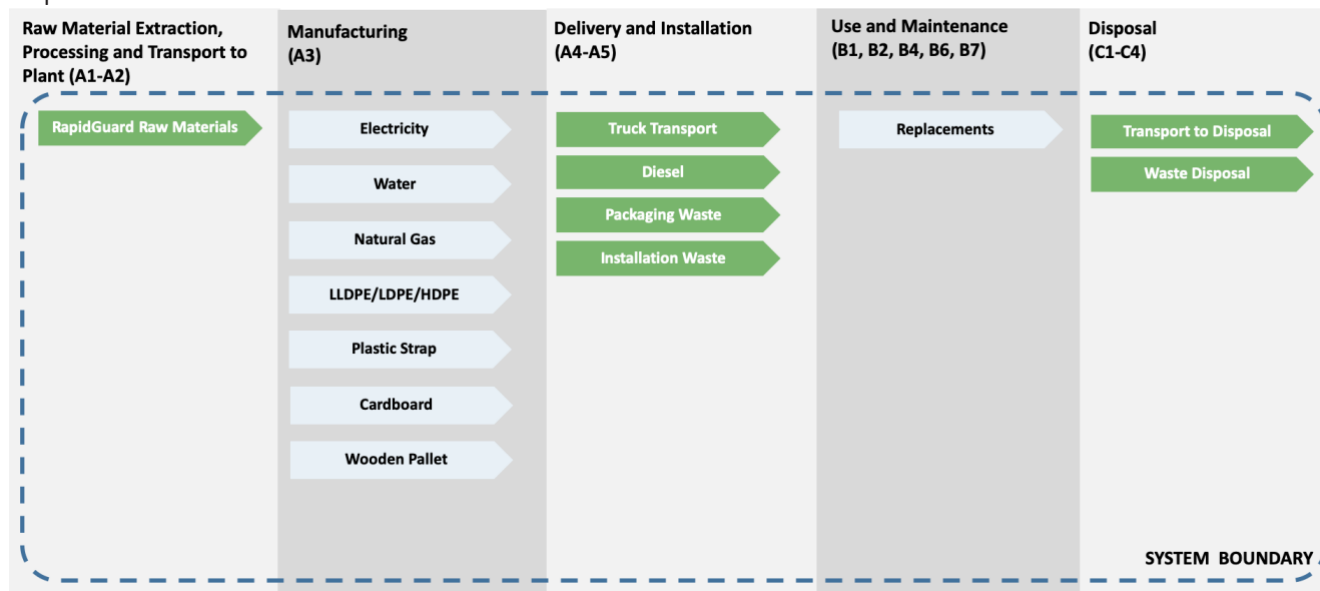 Raw Material Extraction,
Processing and Transport to
Plant (A1-A2)
RapidGuard Raw Materials
Manufacturing
(A3)
Electricity
Water
Natural Gas
LLDPE/LDPE/HDPE
Plastic Strap
Cardboard
Wooden Pallet
Delivery and Installation
(A4-A5)
Truck Transport
Diesel
Packaging Waste
Installation Waste
Use and Maintenance
(B1, B2, B4, B6, B7)
Replacements
Disposal
(C1-C4)
Transport to Disposal
Waste Disposal
SYSTEM BOUNDARY